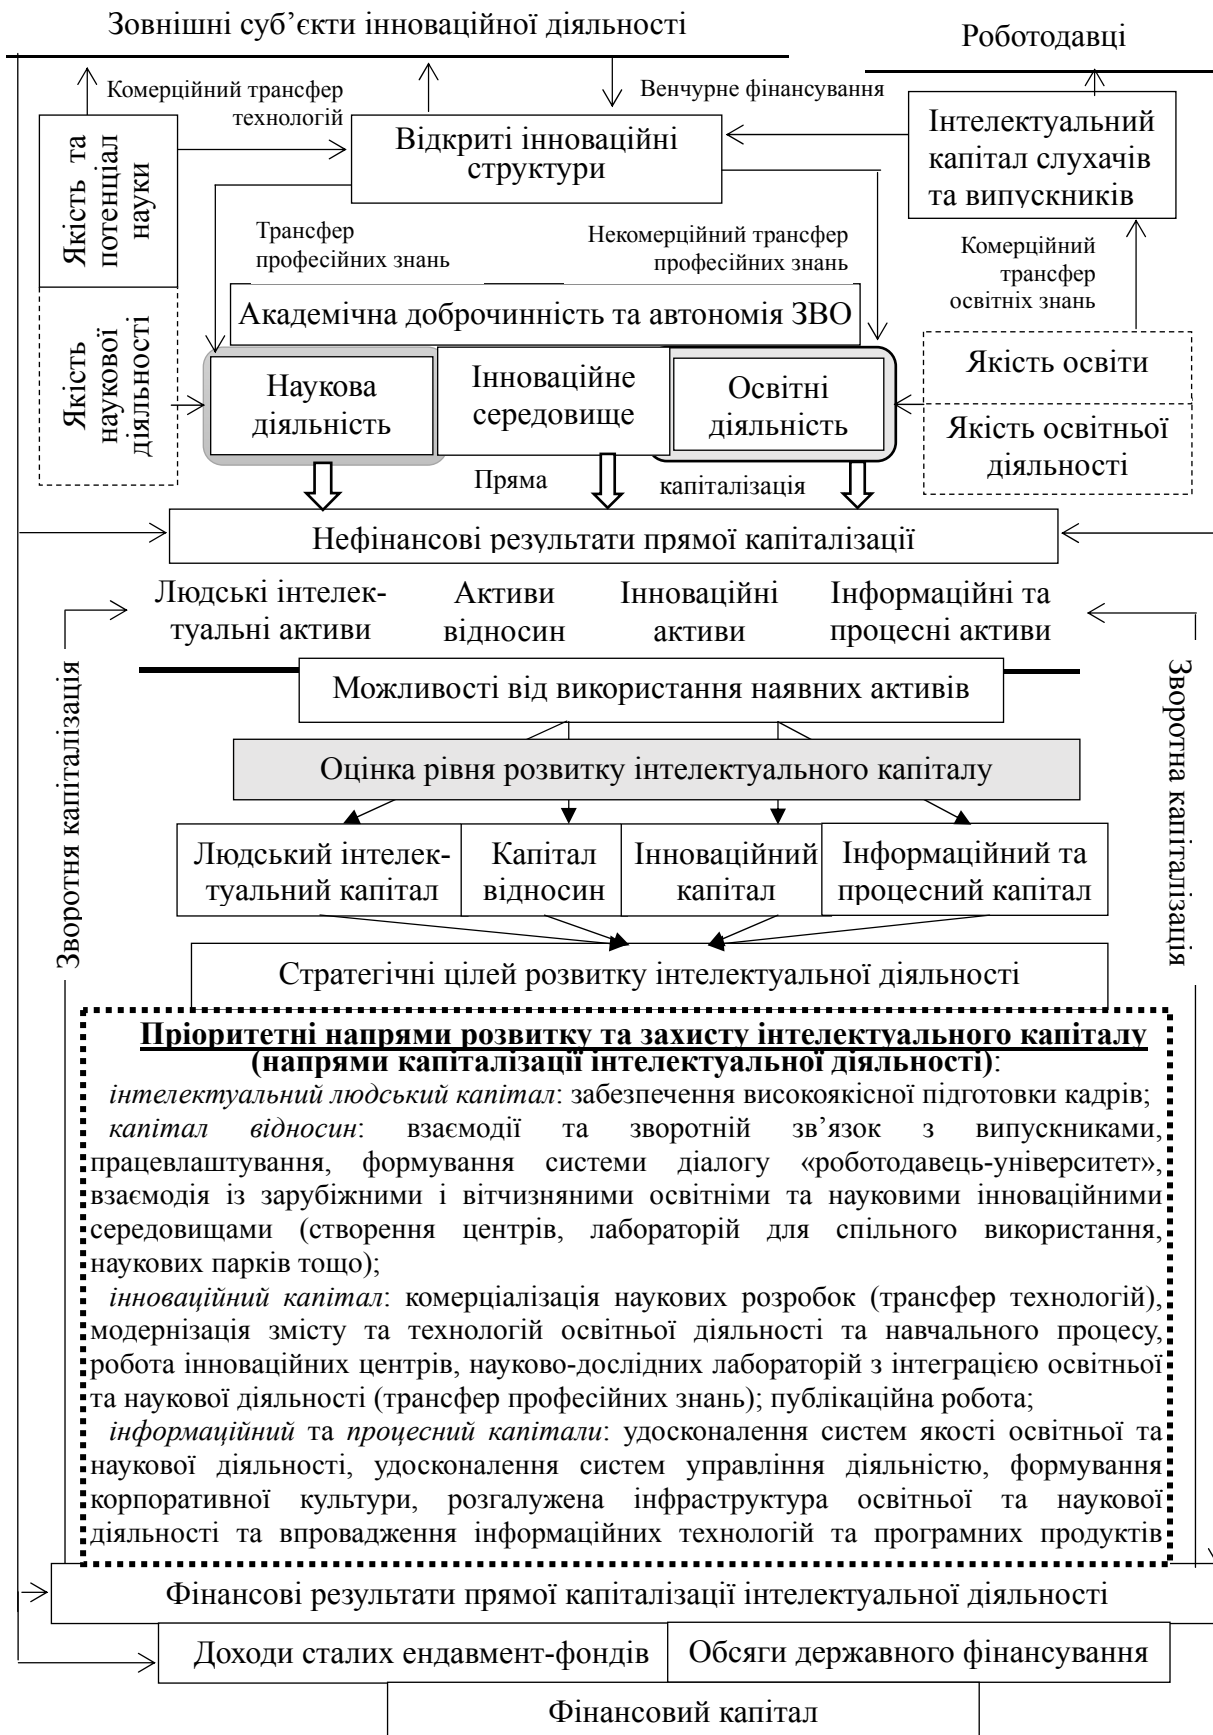 Зовнішні суб’єкти інноваційної діяльності
Роботодавці
Комерційний трансфер
технологій
Венчурне фінансування
Якість та
потенціал
науки
Відкриті інноваційні
структури
Інтелектуальний
капітал слухачів
та випускників
Трансфер
професійних знань
Некомерційний трансфер
професійних знань
Комерційний
трансфер
освітніх знань
Академічна доброчинність та автономія ЗВО
Якість
наукової
діяльності
Наукова
діяльність
Інноваційне
середовище
Освітні
діяльність
Якість освіти
Якість освітньої
діяльності
Пряма
капіталізація
Нефінансові результати прямої капіталізації
Людські інтелек-
туальні активи
Активи
відносин
Інноваційні
активи
Інформаційні та
процесні активи
Зворотня капіталізація
Зворотна капіталізація
Можливості від використання наявних активів
Оцінка рівня розвитку інтелектуального капіталу
Людський інтелек-
туальний капітал
Капітал
відносин
Інноваційний
капітал
Інформаційний та
процесний капітал
Стратегічні цілей розвитку інтелектуальної діяльності
Пріоритетні напрями розвитку та захисту інтелектуального капіталу
(напрями капіталізації інтелектуальної діяльності):
інтелектуальний людський капітал: забезпечення високоякісної підготовки кадрів;
капітал відносин: взаємодії та зворотній зв’язок з випускниками,
працевлаштування, формування системи діалогу «роботодавець-університет»,
взаємодія із зарубіжними і вітчизняними освітніми та науковими інноваційними
середовищами (створення центрів, лабораторій для спільного використання,
наукових парків тощо);
інноваційний капітал: комерціалізація наукових розробок (трансфер технологій),
модернізація змісту та технологій освітньої діяльності та навчального процесу,
робота інноваційних центрів, науково-дослідних лабораторій з інтеграцією освітньої
та наукової діяльності (трансфер професійних знань); публікаційна робота;
інформаційний та процесний капітали: удосконалення систем якості освітньої та
наукової діяльності, удосконалення систем управління діяльністю, формування
корпоративної культури, розгалужена інфраструктура освітньої та наукової
діяльності та впровадження інформаційних технологій та програмних продуктів
Фінансові результати прямої капіталізації інтелектуальної діяльності
Доходи сталих ендавмент-фондів
Обсяги державного фінансування
Фінансовий капітал